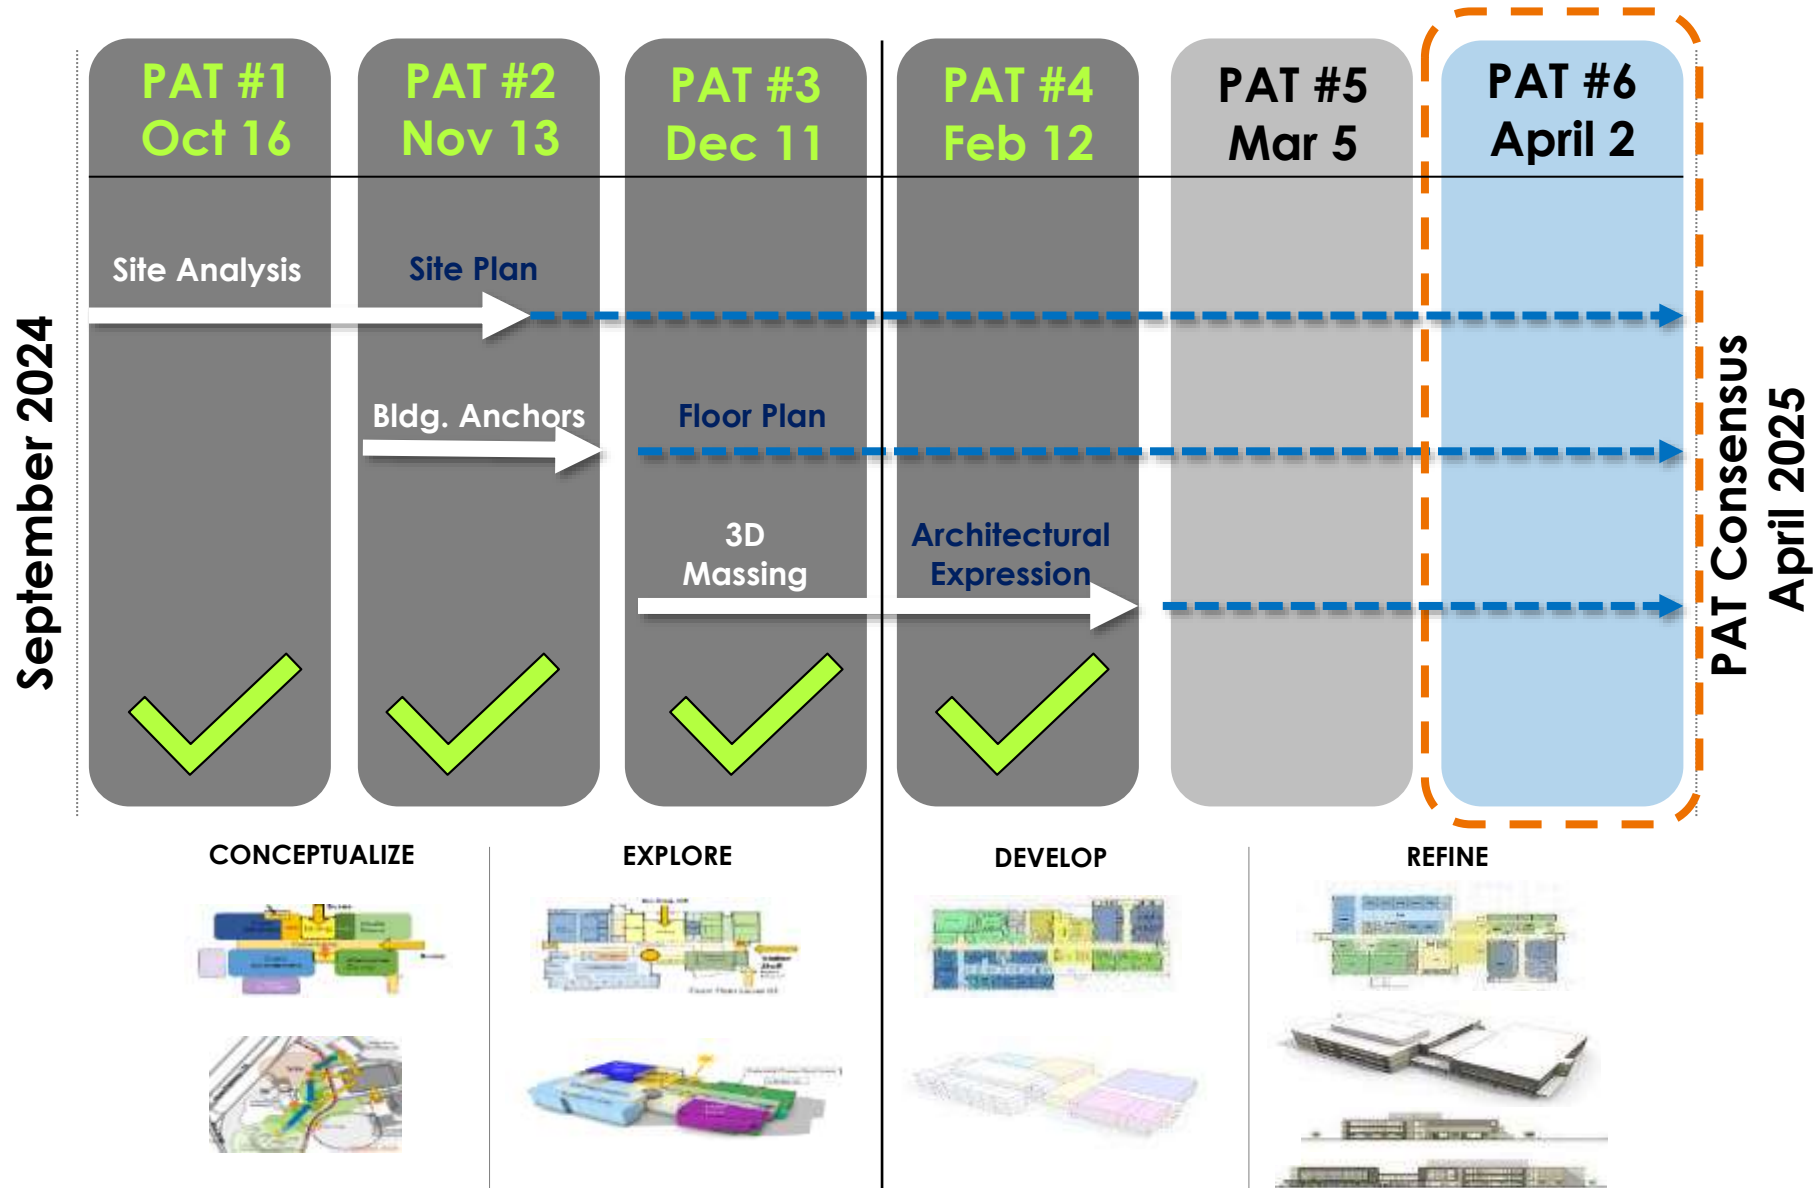 PAT #1
Oct 16
PAT #2
Nov 13
PAT #3
Dec 11
PAT #4
Feb 12
PAT #5
Mar 5
PAT #6
April 2
September 2024
Site Analysis
Site Plan
Bldg. Anchors
Floor Plan
3D
Massing
Architectural
Expression
PAT Consensus
April 2025
CONCEPTUALIZE
EXPLORE
DEVELOP
REFINE